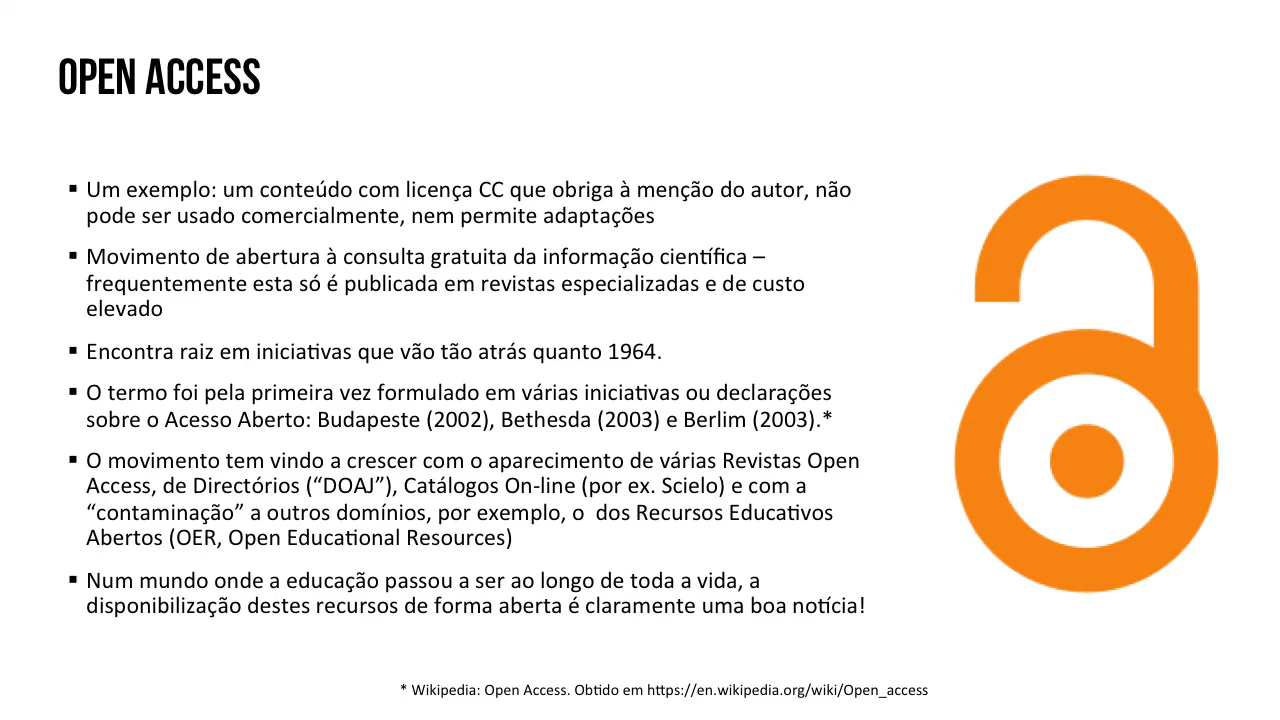 OPEN ACCESS
▪ Um exemplo: um conteúdo com licença CC que obriga à menção do autor, não
pode ser usado comercialmente, nem permite adaptações
▪ Movimento de abertura à consulta gratuita da informação científica –
frequentemente esta só é publicada em revistas especializadas e de custo
elevado
▪ Encontra raiz em iniciativas que vão tão atrás quanto 1964.
▪ O termo foi pela primeira vez formulado em várias iniciativas ou declarações
sobre o Acesso Aberto: Budapeste (2002), Bethesda (2003) e Berlim (2003).*
▪ O movimento tem vindo a crescer com o aparecimento de várias Revistas Open
Access, de Directórios (“DOAJ”), Catálogos On-line (por ex. Scielo) e com a
“contaminação” a outros domínios, por exemplo, o  dos Recursos Educativos
Abertos (OER, Open Educational Resources)
▪ Num mundo onde a educação passou a ser ao longo de toda a vida, a
disponibilização destes recursos de forma aberta é claramente uma boa notícia!
* Wikipedia: Open Access. Obtido em https://en.wikipedia.org/wiki/Open_access